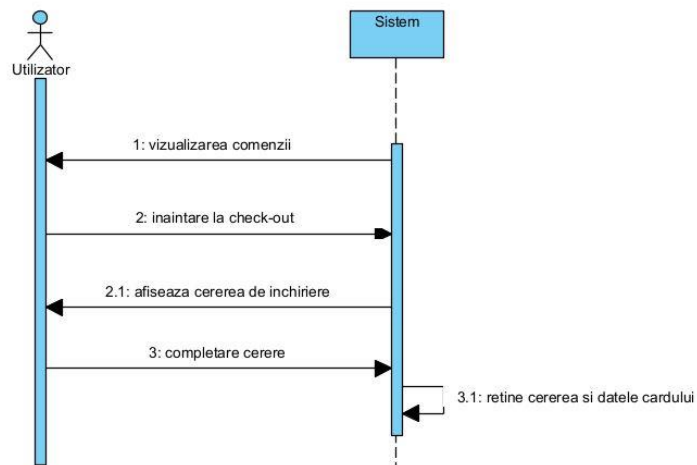 Sistem
Utilizator
1: vizualizarea comenzii
2: inaintare la check-out
2.1: afiseaza cererea de inchiriere
3: completare cerere
3.1: retine cererea si datele cardului